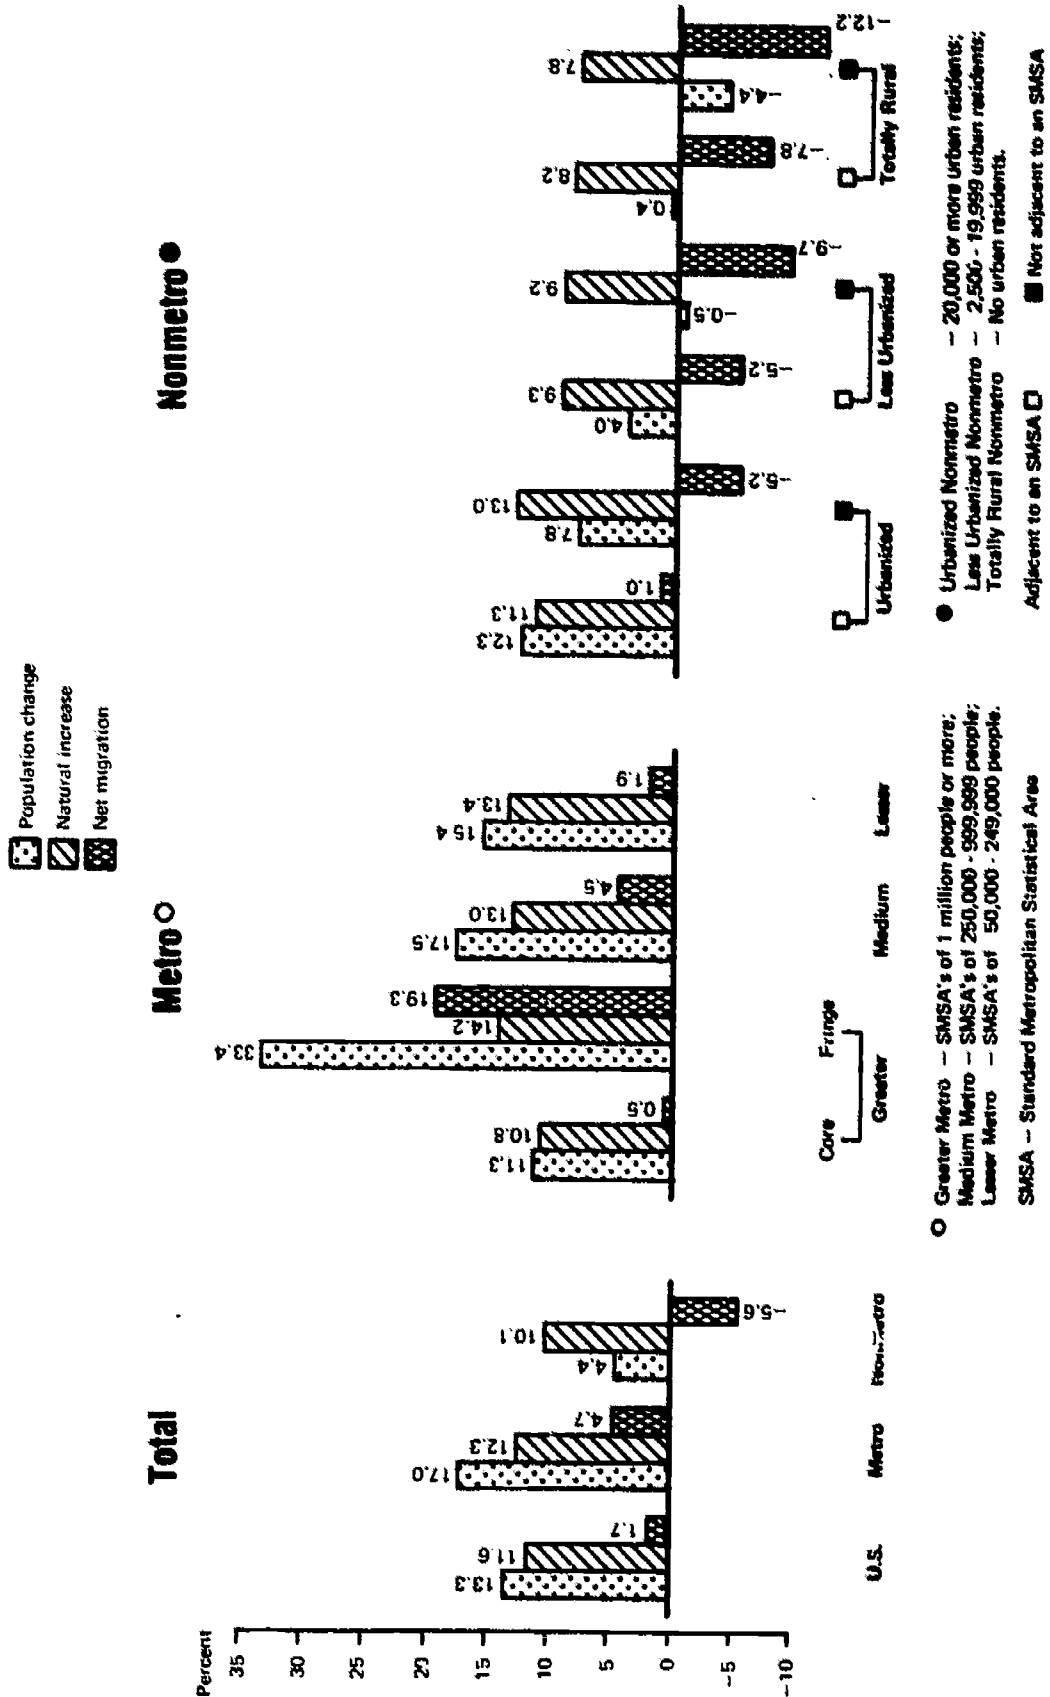 Population change
Natural increase
Net migration
Total
Metro
Nonmetro
Percent
35
30
25
20
15
10
5
0
-5
-10
13.3
11.6
1.7
17.0
12.3
4.7
4.4
10.1
-5.6
U.S.
Metro
Nonmetro
11.3
10.8
0.5
33.4
14.2
19.3
17.5
13.0
4.5
15.4
13.4
1.9
Core
Fringe
Greater
Medium
Lesser
12.3
11.3
1.0
7.8
13.0
-5.2
4.0
9.3
-5.2
-0.5
9.2
-9.7
0.4
8.2
-7.8
-4.4
7.8
-12.2
Urbanized
Less Urbanized
Totally Rural
Greater Metro – SMSA's of 1 million people or more;
Medium Metro – SMSA's of 250,000 - 999,999 people;
Lesser Metro – SMSA's of 50,000 - 249,000 people.
SMSA – Standard Metropolitan Statistical Area
Urbanized Nonmetro – 20,000 or more urban residents;
Less Urbanized Nonmetro – 2,500 - 19,999 urban residents;
Totally Rural Nonmetro – No urban residents.
Adjacent to an SMSA
Not adjacent to an SMSA